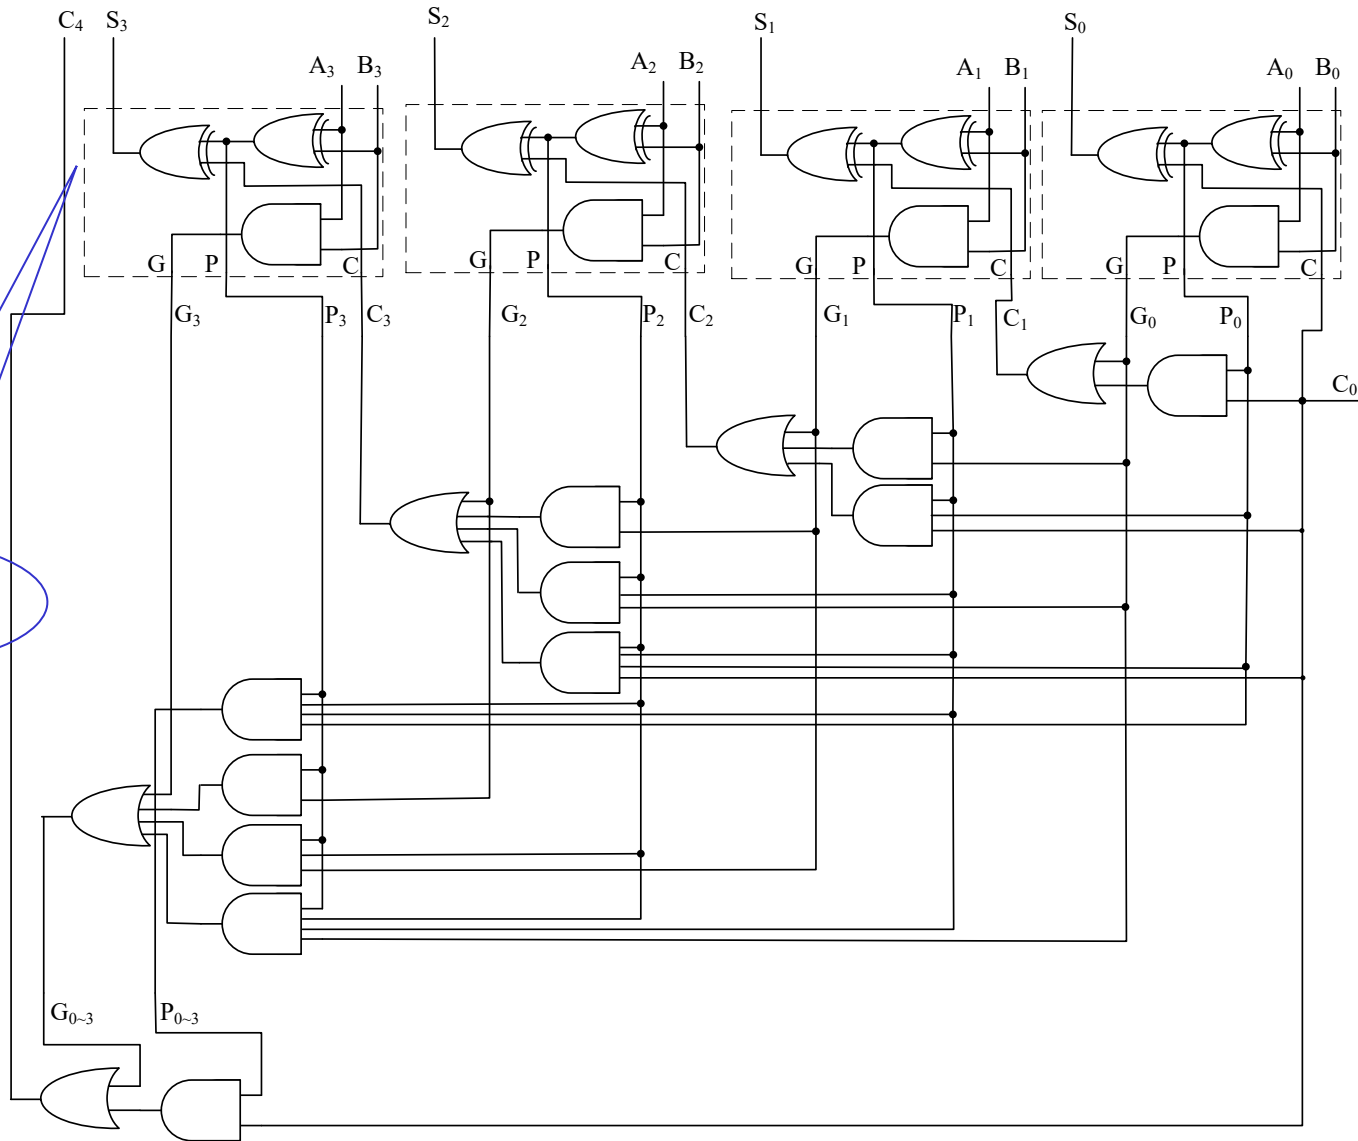 C₄ S₃ S₂ S₁ S₀
A₃ B₃ A₂ B₂ A₁ B₁ A₀ B₀
G P C G P C G P C G P C
G₃ P₃ C₃ G₂ P₂ C₂ G₁ P₁ C₁ G₀ P₀
C₀
G₀~₃ P₀~₃